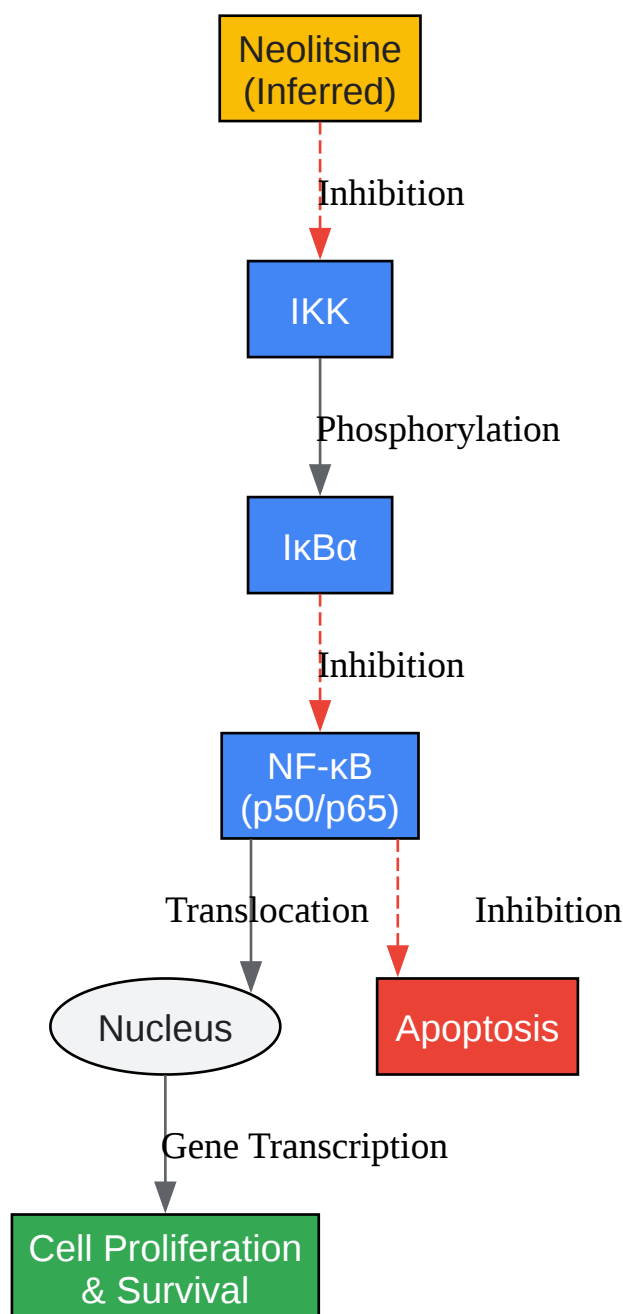 Neolitsine
(Inferred)
Inhibition
IKK
Phosphorylation
IκBα
Inhibition
NF-κB
(p50/p65)
Translocation
Inhibition
Nucleus
Apoptosis
Gene Transcription
Cell Proliferation
& Survival